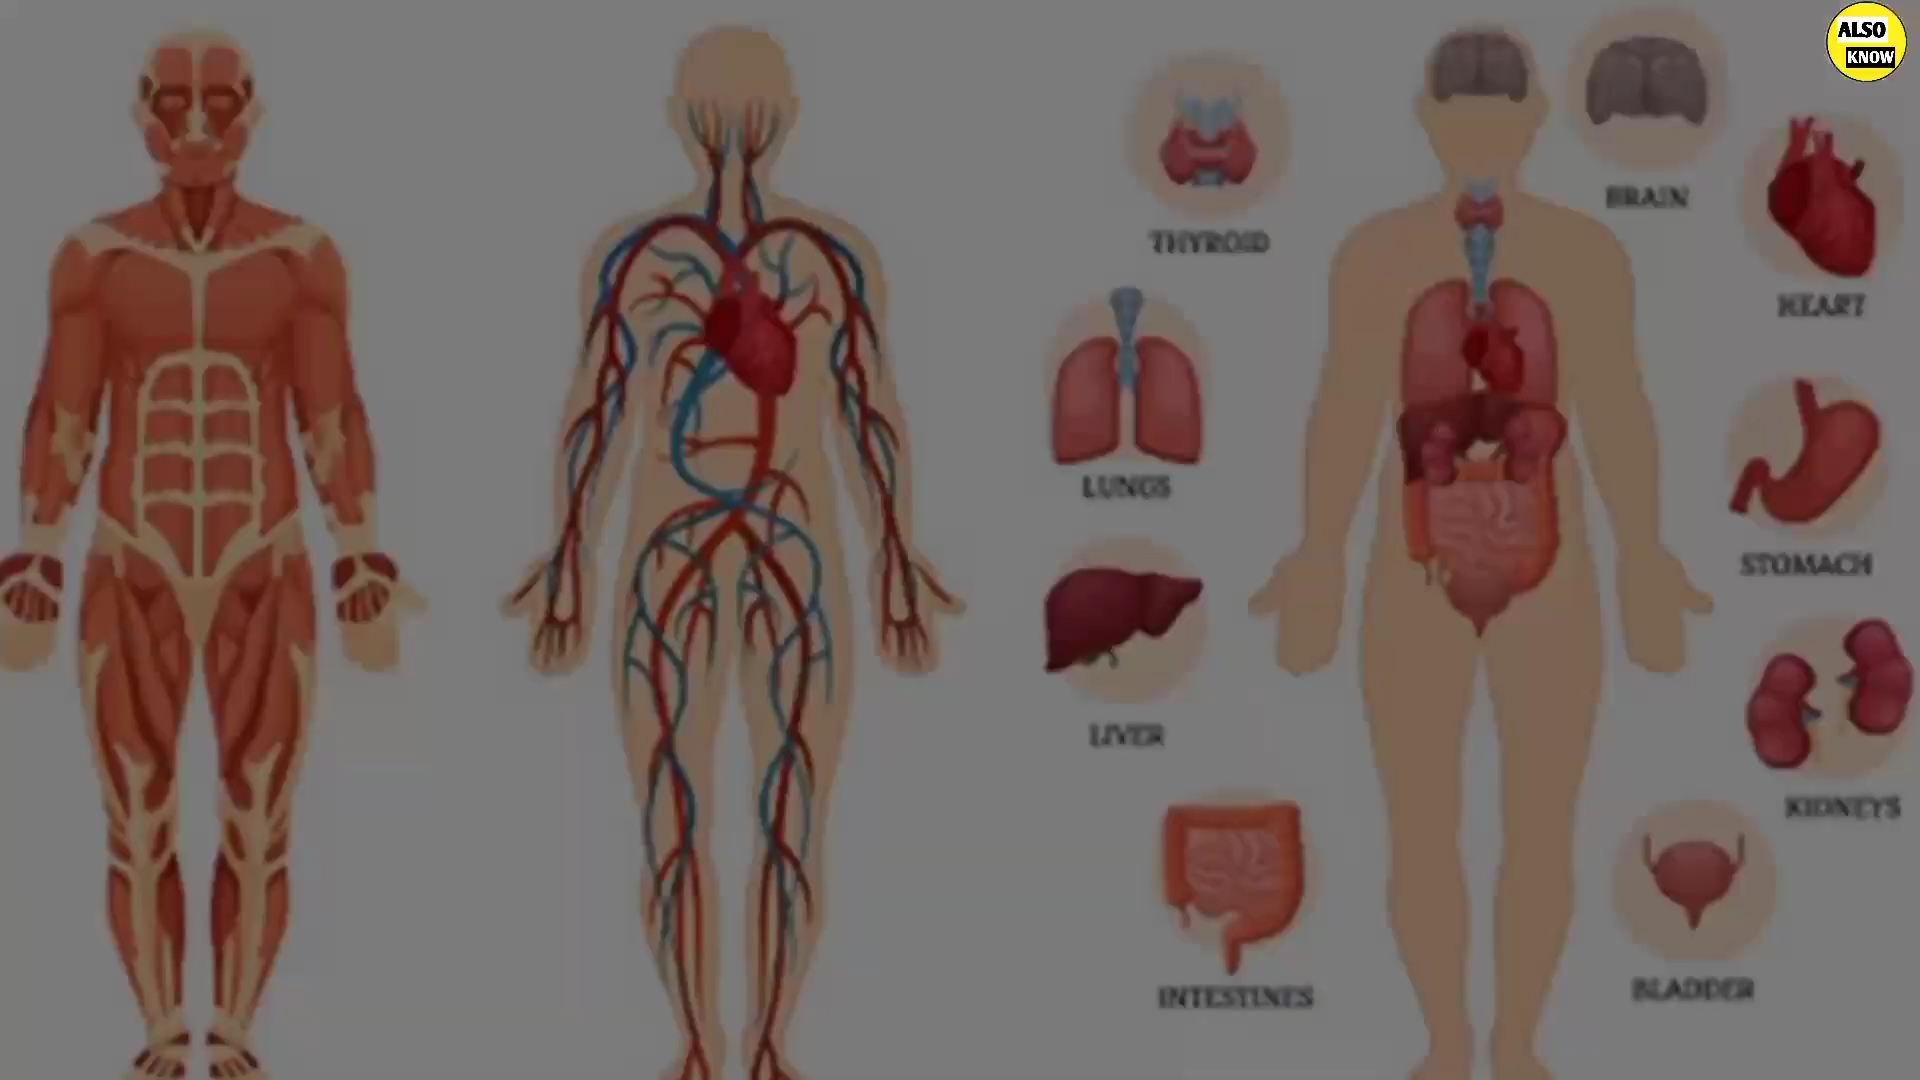 ALSO
KNOW
THYROID
BRAIN
HEART
LUNGS
STOMACH
LIVER
KIDNEYS
INTESTINES
BLADDER